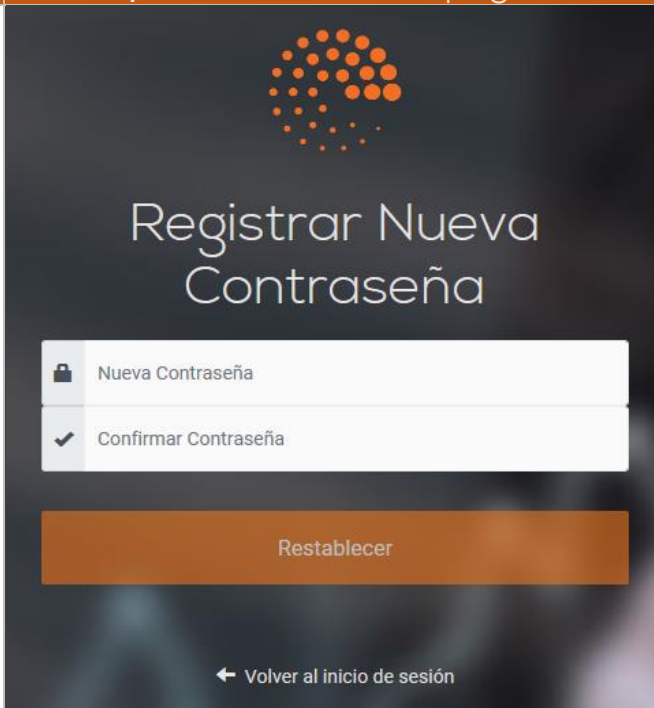 Registrar Nueva
Contraseña
Nueva Contraseña
Confirmar Contraseña
Restablecer
Volver al inicio de sesión